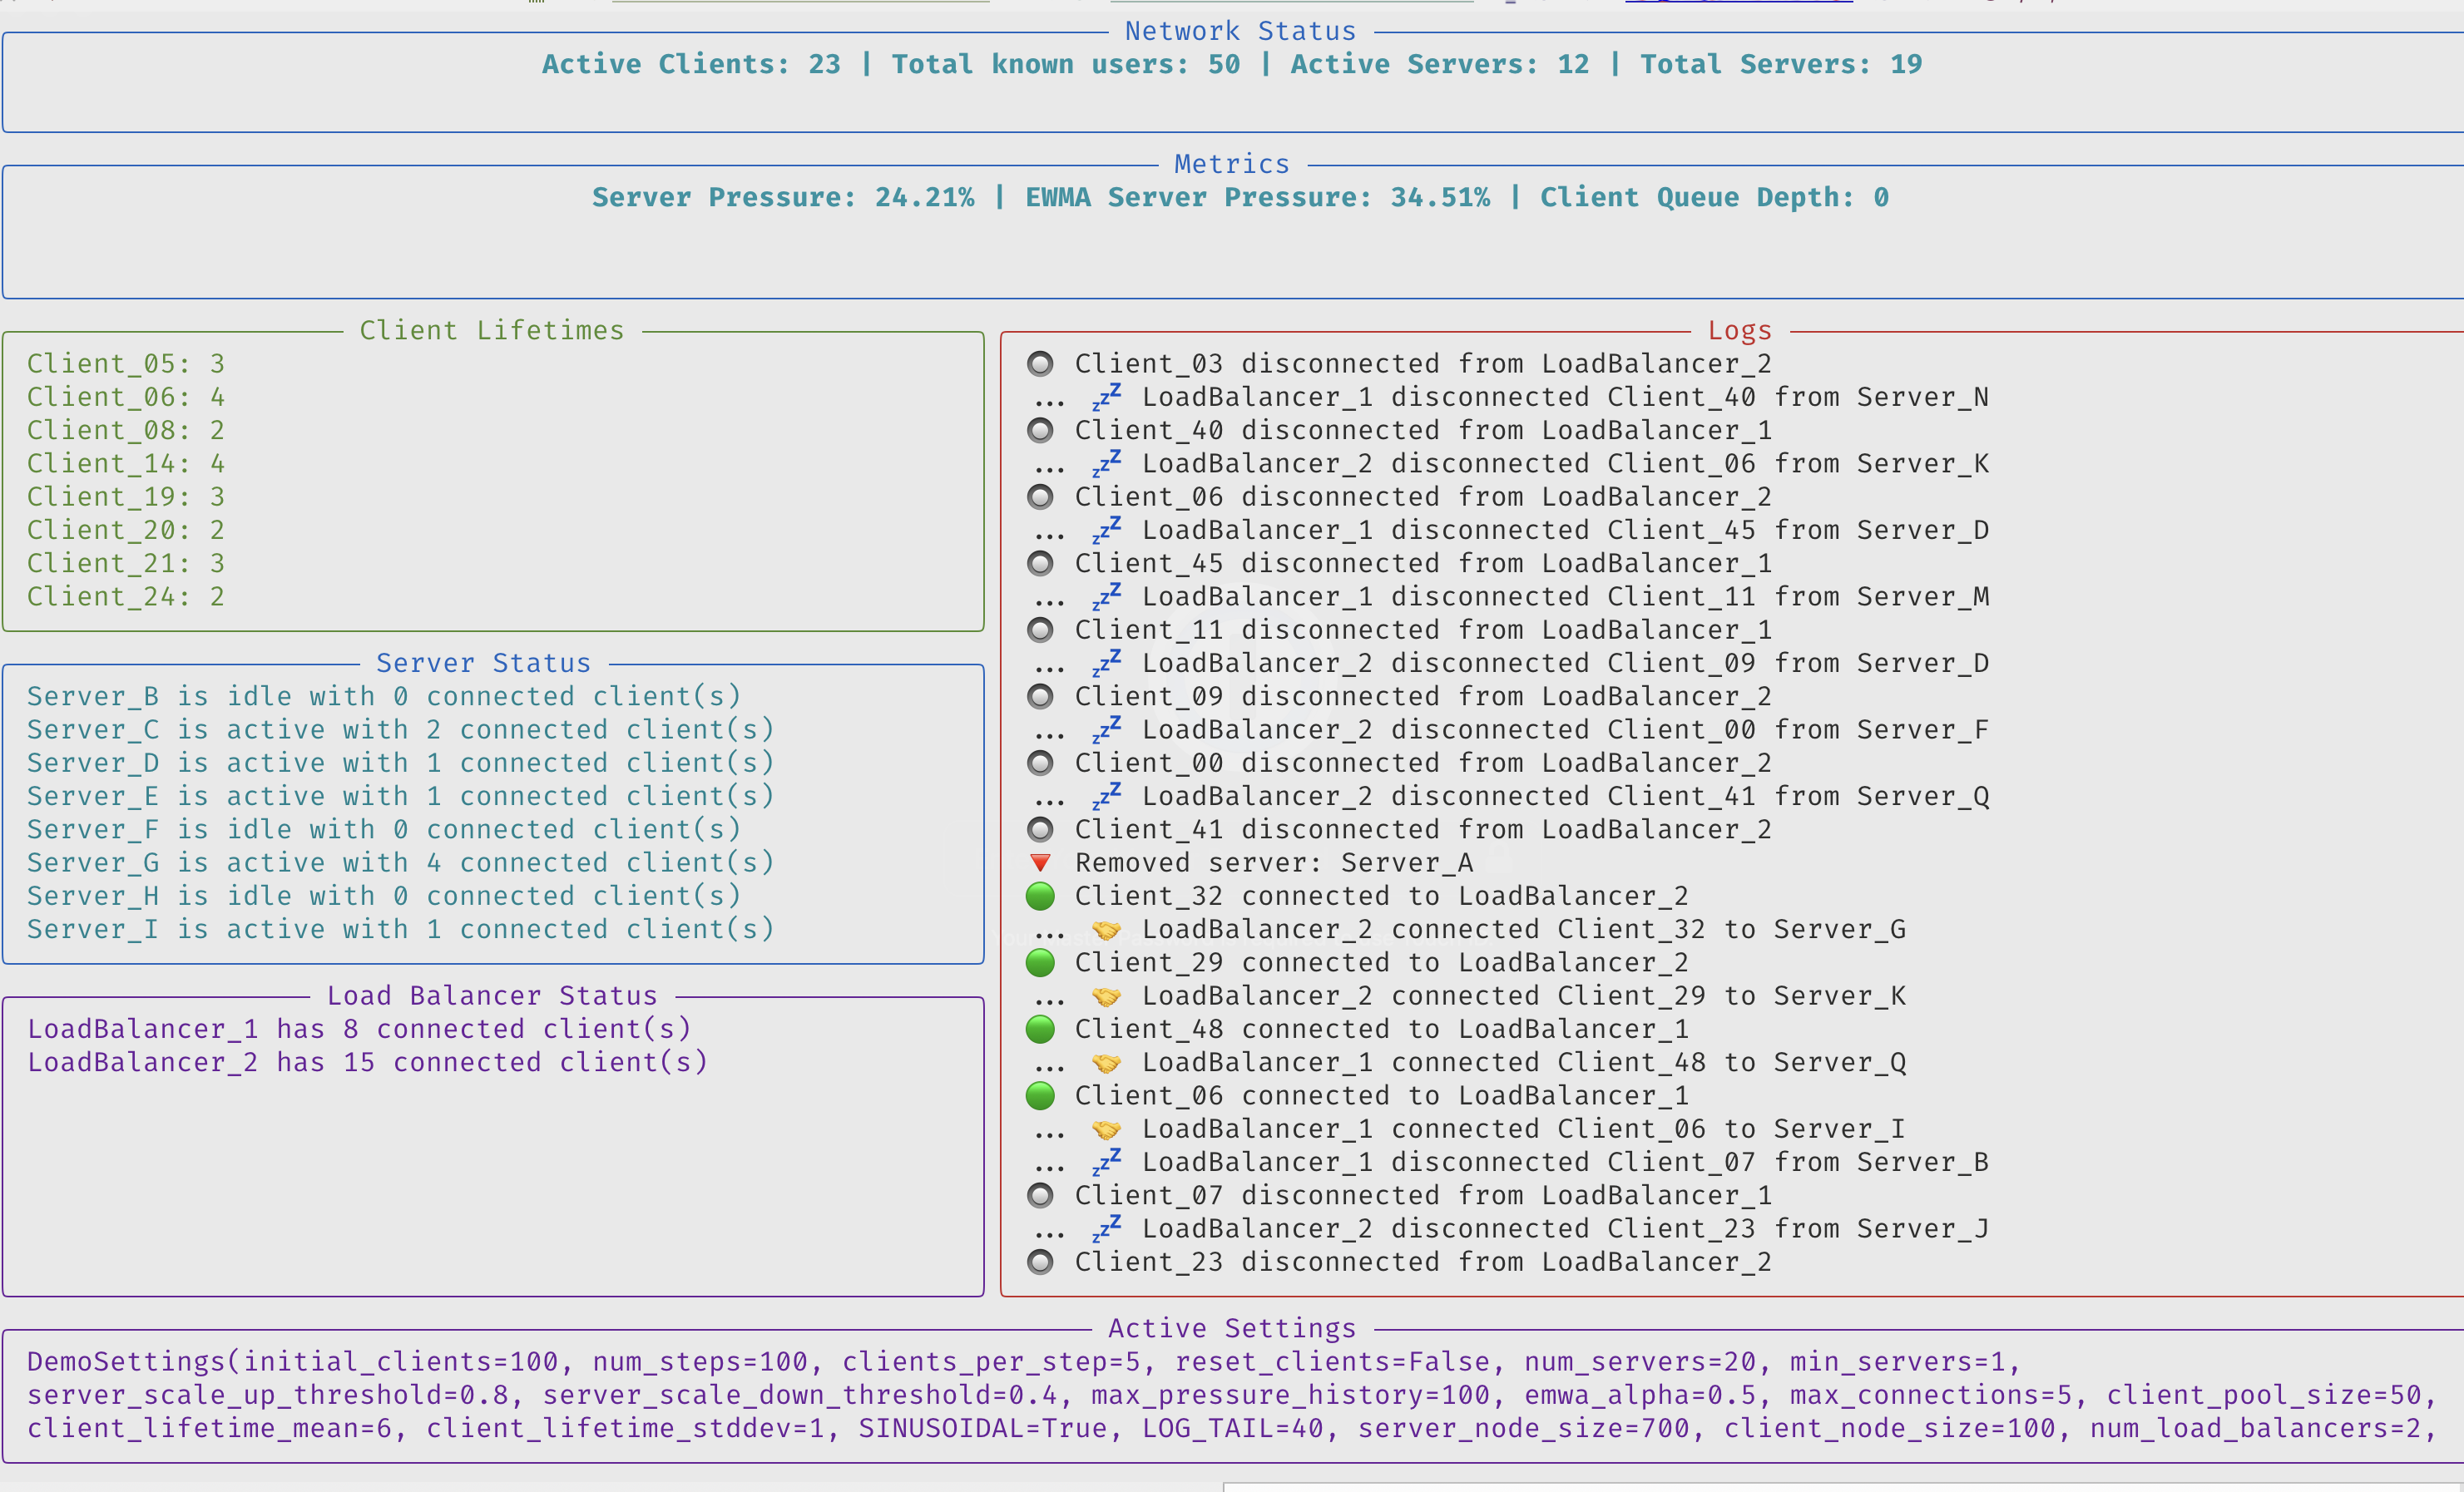 Network Status
Active Clients: 23 | Total known users: 50 | Active Servers: 12 | Total Servers: 19
Metrics
Server Pressure: 24.21% | EWMA Server Pressure: 34.51% | Client Queue Depth: 0
Client Lifetimes
Client_05: 3
Client_06: 4
Client_08: 2
Client_14: 4
Client_19: 3
Client_20: 2
Client_21: 3
Client_24: 2
Server Status
Server_B is idle with 0 connected client(s)
Server_C is active with 2 connected client(s)
Server_D is active with 1 connected client(s)
Server_E is active with 1 connected client(s)
Server_F is idle with 0 connected client(s)
Server_G is active with 4 connected client(s)
Server_H is idle with 0 connected client(s)
Server_I is active with 1 connected client(s)
Load Balancer Status
LoadBalancer_1 has 8 connected client(s)
LoadBalancer_2 has 15 connected client(s)
Logs
Client_03 disconnected from LoadBalancer_2
... 💤 LoadBalancer_1 disconnected Client_40 from Server_N
Client_40 disconnected from LoadBalancer_1
... 💤 LoadBalancer_2 disconnected Client_06 from Server_K
Client_06 disconnected from LoadBalancer_2
... 💤 LoadBalancer_1 disconnected Client_45 from Server_D
Client_45 disconnected from LoadBalancer_1
... 💤 LoadBalancer_1 disconnected Client_11 from Server_M
Client_11 disconnected from LoadBalancer_1
... 💤 LoadBalancer_2 disconnected Client_09 from Server_D
Client_09 disconnected from LoadBalancer_2
... 💤 LoadBalancer_2 disconnected Client_00 from Server_F
Client_00 disconnected from LoadBalancer_2
... 💤 LoadBalancer_2 disconnected Client_41 from Server_Q
Client_41 disconnected from LoadBalancer_2
Removed server: Server_A
Client_32 connected to LoadBalancer_2
... 🤝 LoadBalancer_2 connected Client_32 to Server_G
Client_29 connected to LoadBalancer_2
... 🤝 LoadBalancer_2 connected Client_29 to Server_K
Client_48 connected to LoadBalancer_1
... 🤝 LoadBalancer_1 connected Client_48 to Server_Q
Client_06 connected to LoadBalancer_1
... 🤝 LoadBalancer_1 connected Client_06 to Server_I
... 💤 LoadBalancer_1 disconnected Client_07 from Server_B
Client_07 disconnected from LoadBalancer_1
... 💤 LoadBalancer_2 disconnected Client_23 from Server_J
Client_23 disconnected from LoadBalancer_2
Active Settings
DemoSettings(initial_clients=100, num_steps=100, clients_per_step=5, reset_clients=False, num_servers=20, min_servers=1,
server_scale_up_threshold=0.8, server_scale_down_threshold=0.4, max_pressure_history=100, emwa_alpha=0.5, max_connections=5, client_pool_size=50,
client_lifetime_mean=6, client_lifetime_stddev=1, SINUSOIDAL=True, LOG_TAIL=40, server_node_size=700, client_node_size=100, num_load_balancers=2,